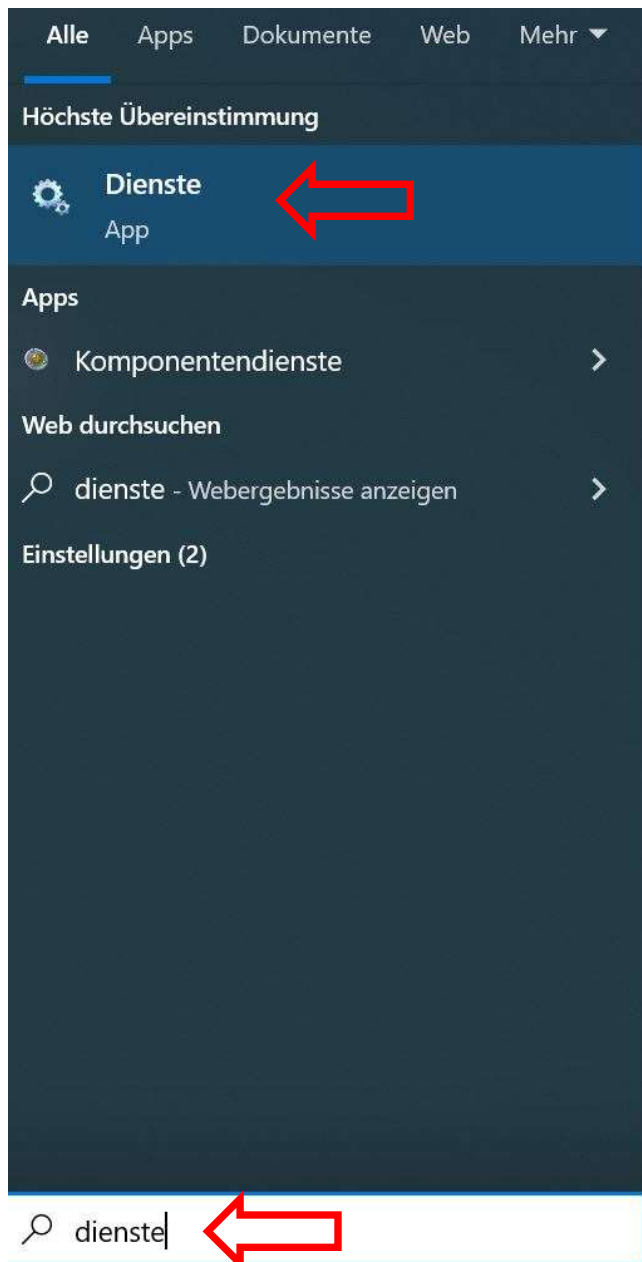 Alle Apps Dokumente Web Mehr
Höchste Übereinstimmung
Dienste
App
Apps
Komponentendienste
Web durchsuchen
dienste - Webergebnisse anzeigen
Einstellungen (2)
dienste